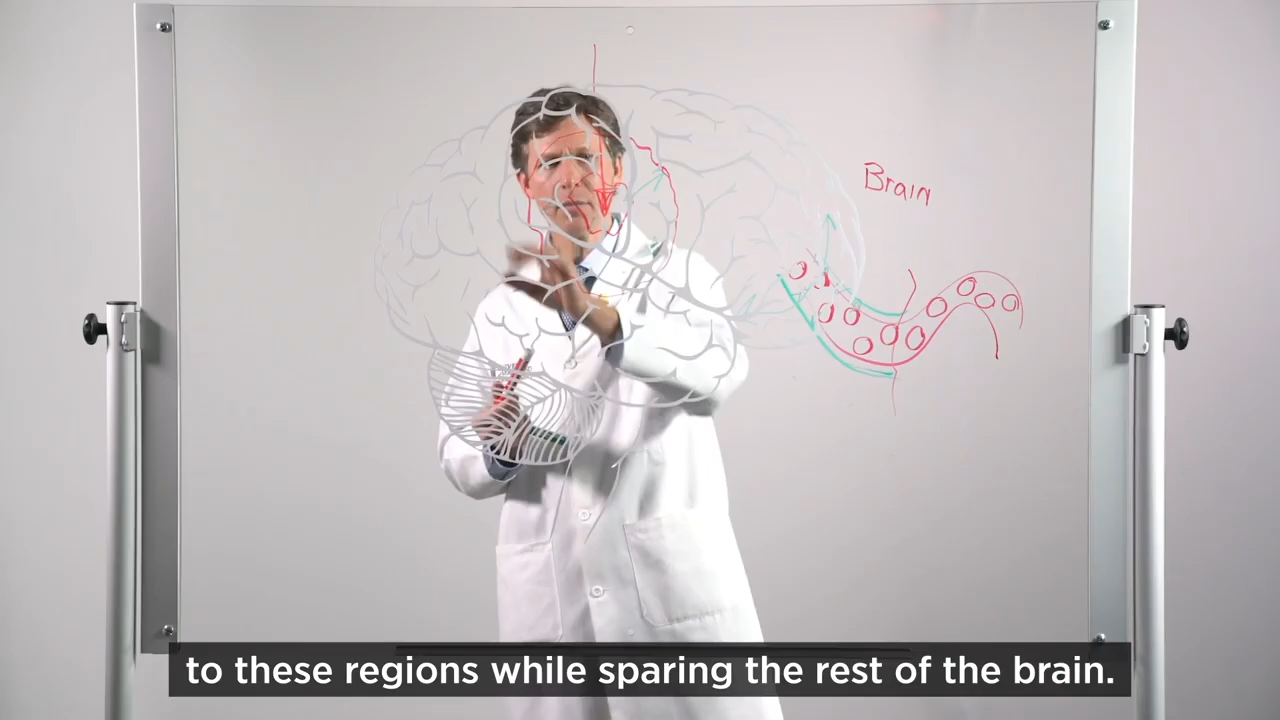 Brain
to these regions while sparing the rest of the brain.